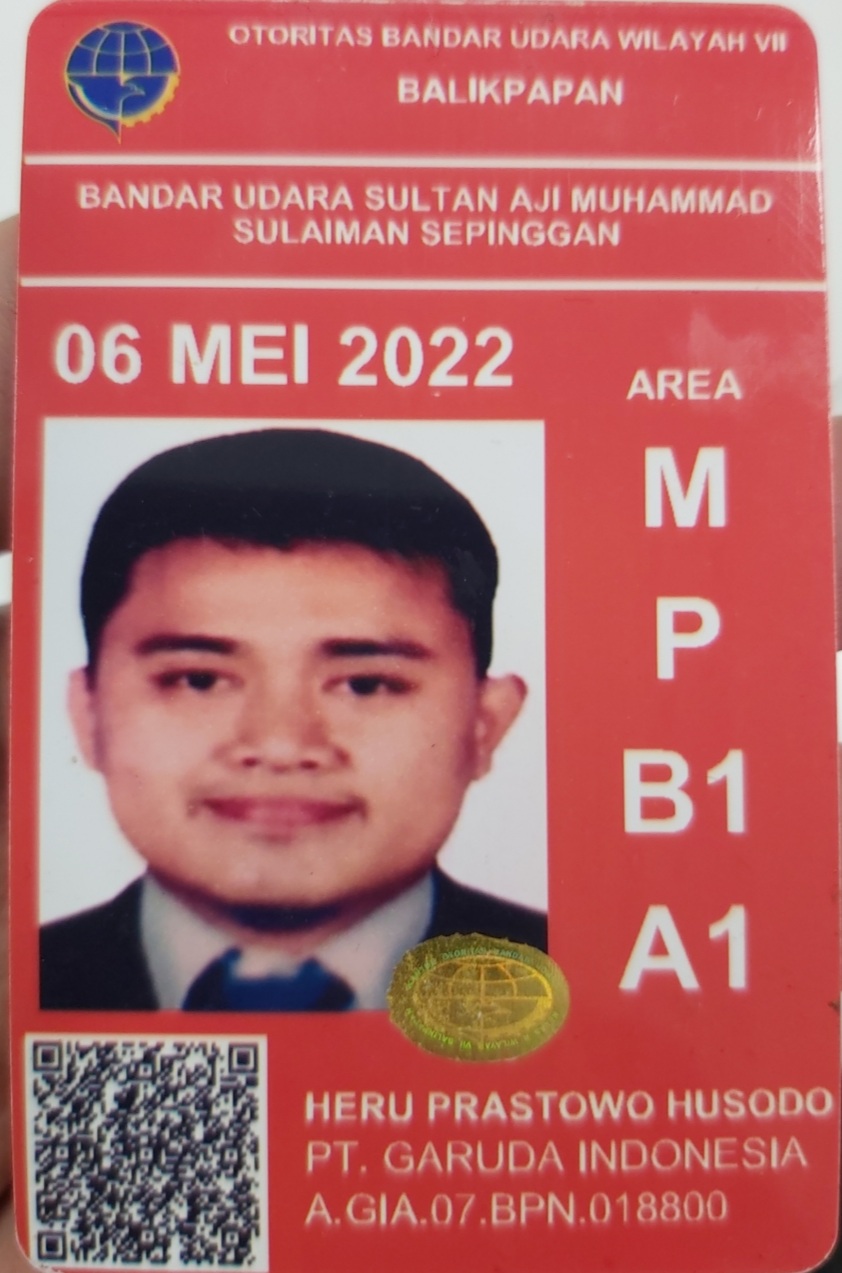 OTORITAS BANDAR UDARA WILAYAH VII
BALIKPAPAN
BANDAR UDARA SULTAN AJI MUHAMMAD
SULAIMAN SEPINGGAN
06 MEI 2022
AREA
M
P
B1
A1
HERU PRASTOWO HUSODO
PT. GARUDA INDONESIA
A.GIA.07.BPN.018800